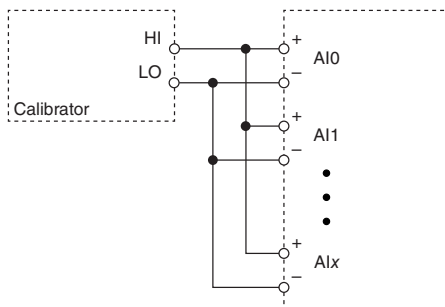 HI
LO
Calibrator
+
AI0
–
+
AI1
–
+
AIx
–